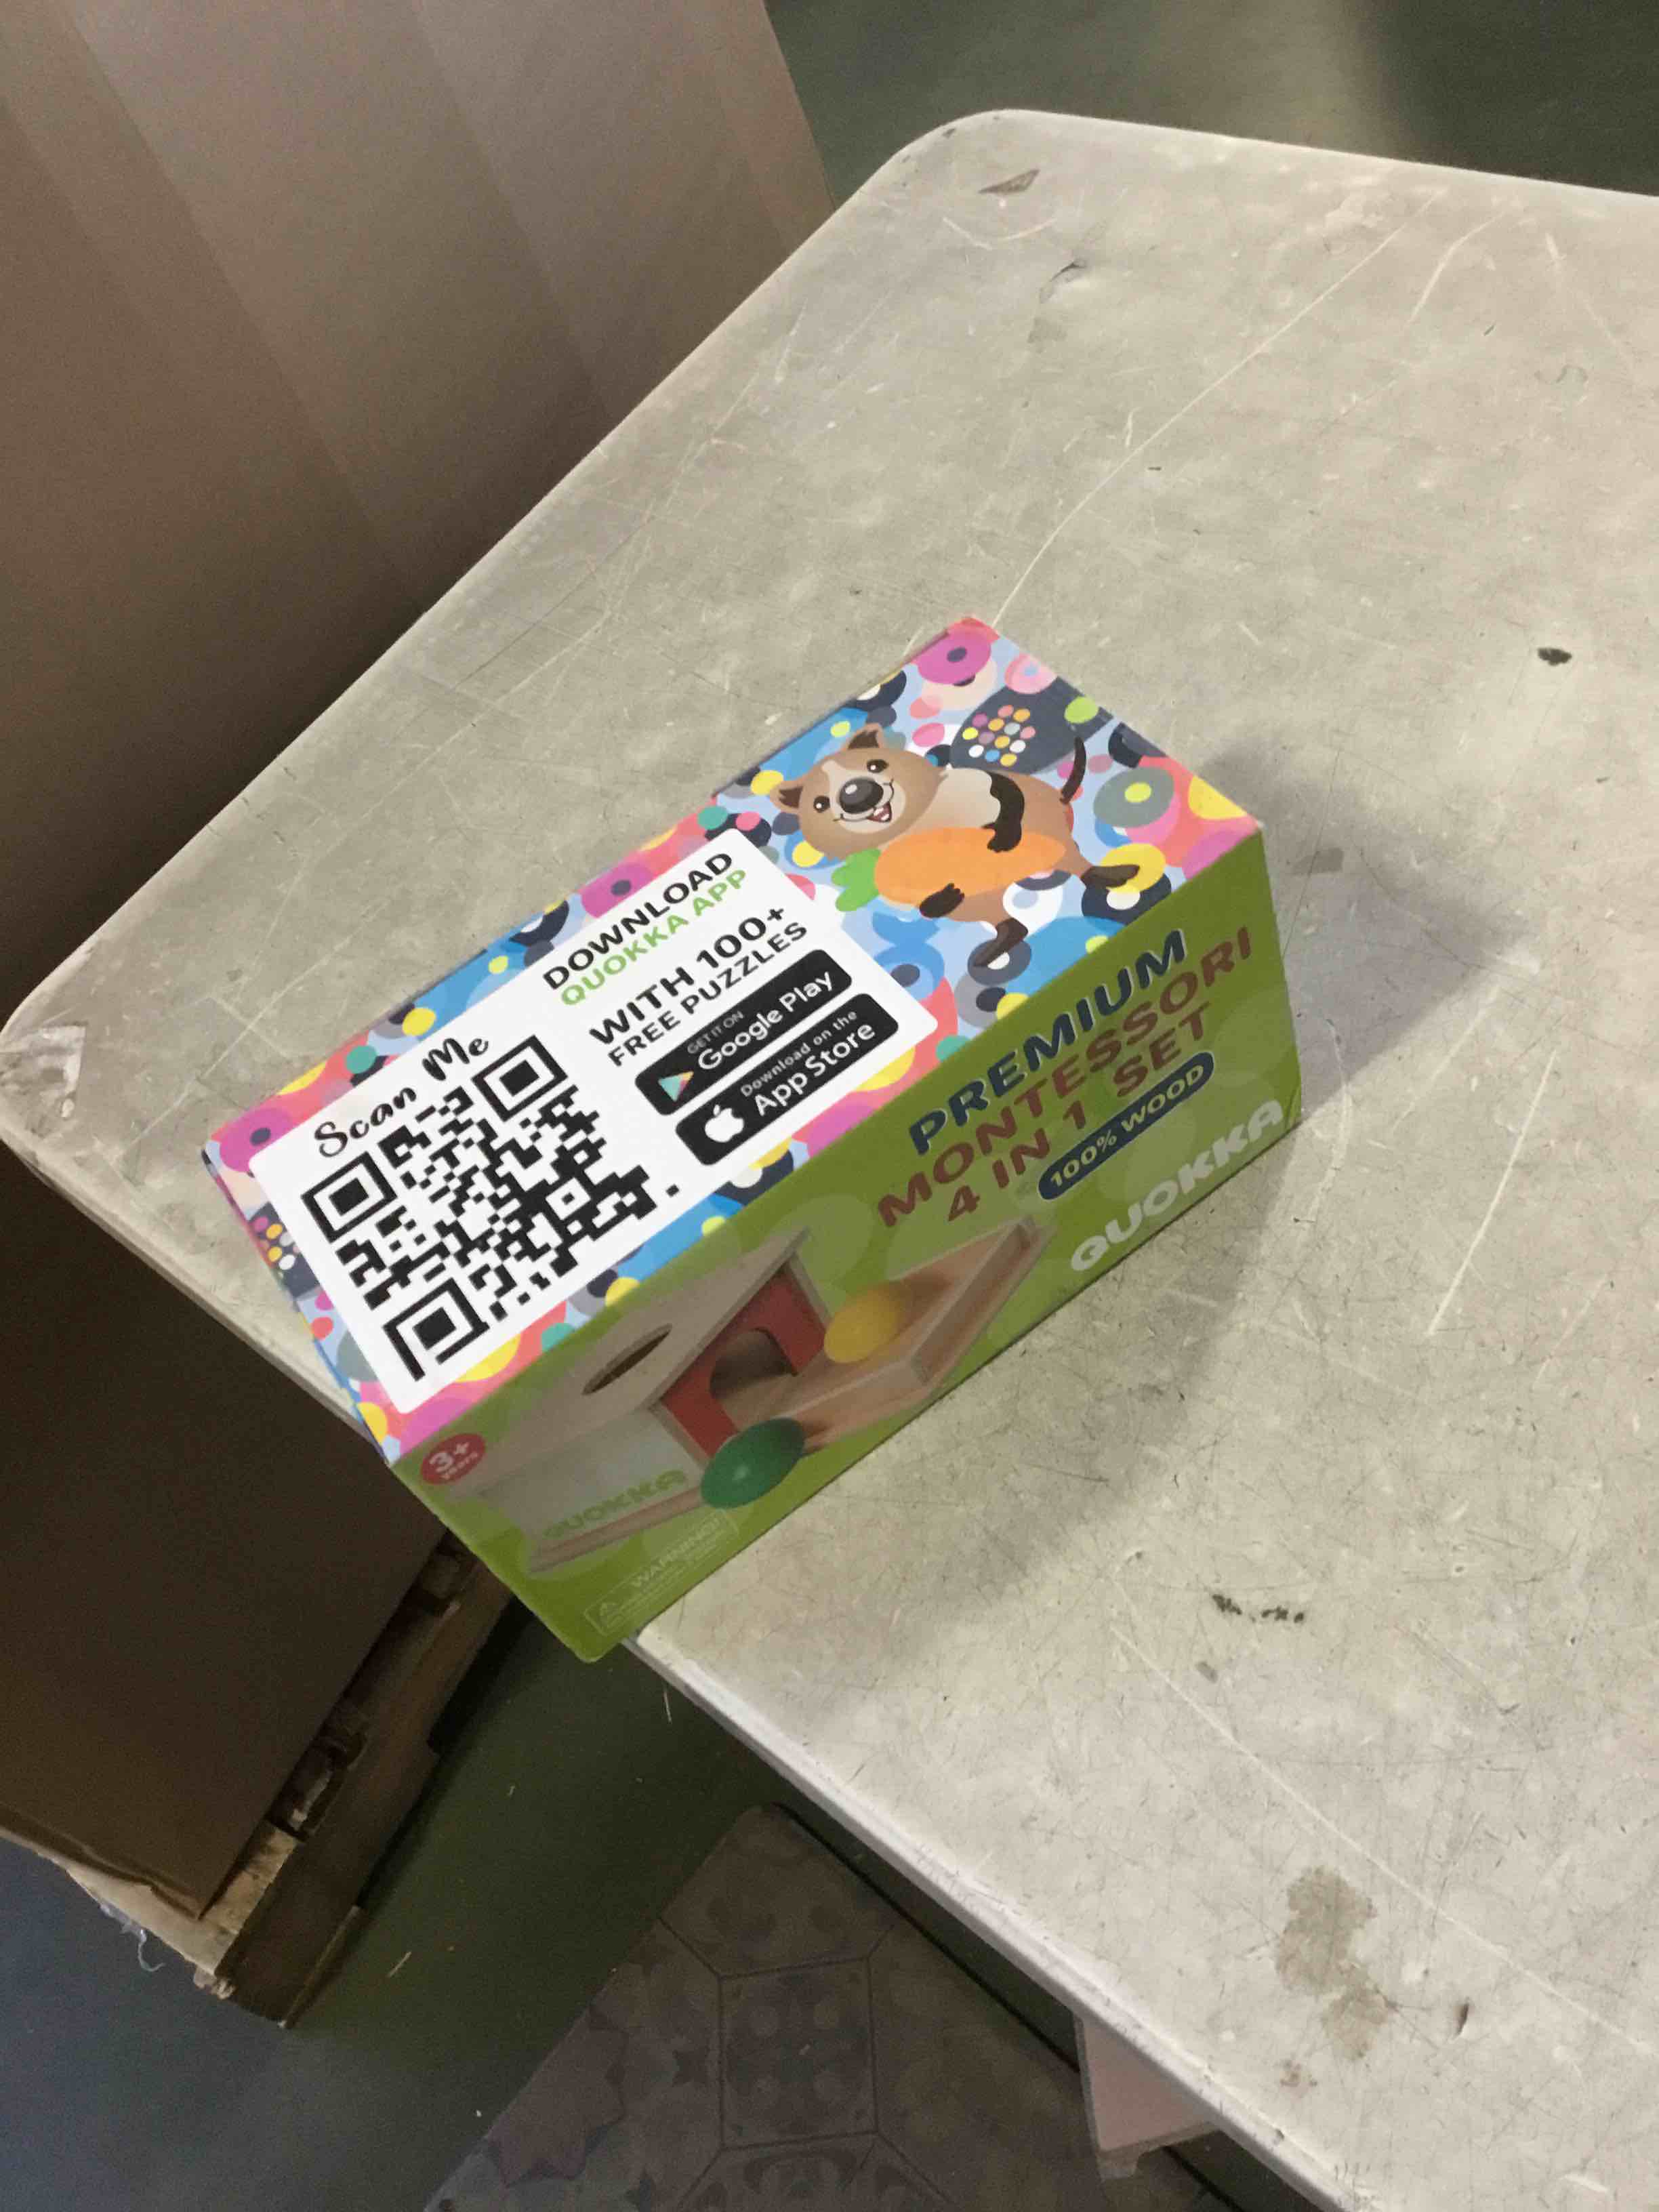 Scan Me
DOWNLOAD
QUOKKA APP
WITH 100+
FREE PUZZLES
GET IT ON
Google Play
Download on the
App Store
PREMIUM
MONTESSORI
4 IN 1 SET
100% WOOD
QUOKKA
3+
years
QUOKKA
WARNING!